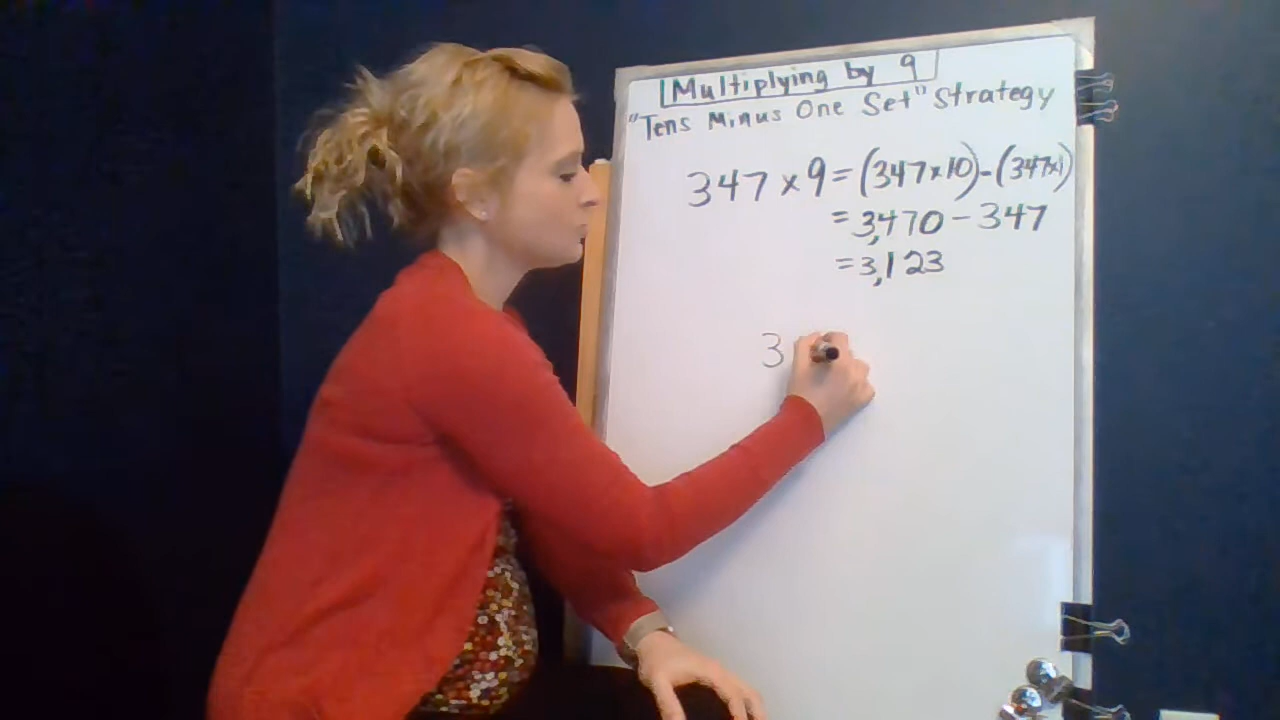 Multiplying by 9
"Tens Minus One Set" Strategy
347 x 9 = (347x10)-(347x1)
= 3,470 - 347
= 3,123
3